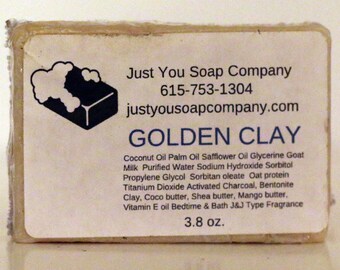 Just You Soap Company
615-753-1304
justyousoapcompany.com
GOLDEN CLAY
Coconut Oil Palm Oil Safflower Oil Glycerine Goat
Milk Purified Water Sodium Hydroxide Sorbitol
Propylene Glycol Sorbitan oleate Oat protein
Titanium Dioxide Activated Charcoal, Bentonite
Clay, Coco butter, Shea butter, Mango butter,
Vitamin E oil Bedtime & Bath J&J Type Fragrance
3.8 oz.